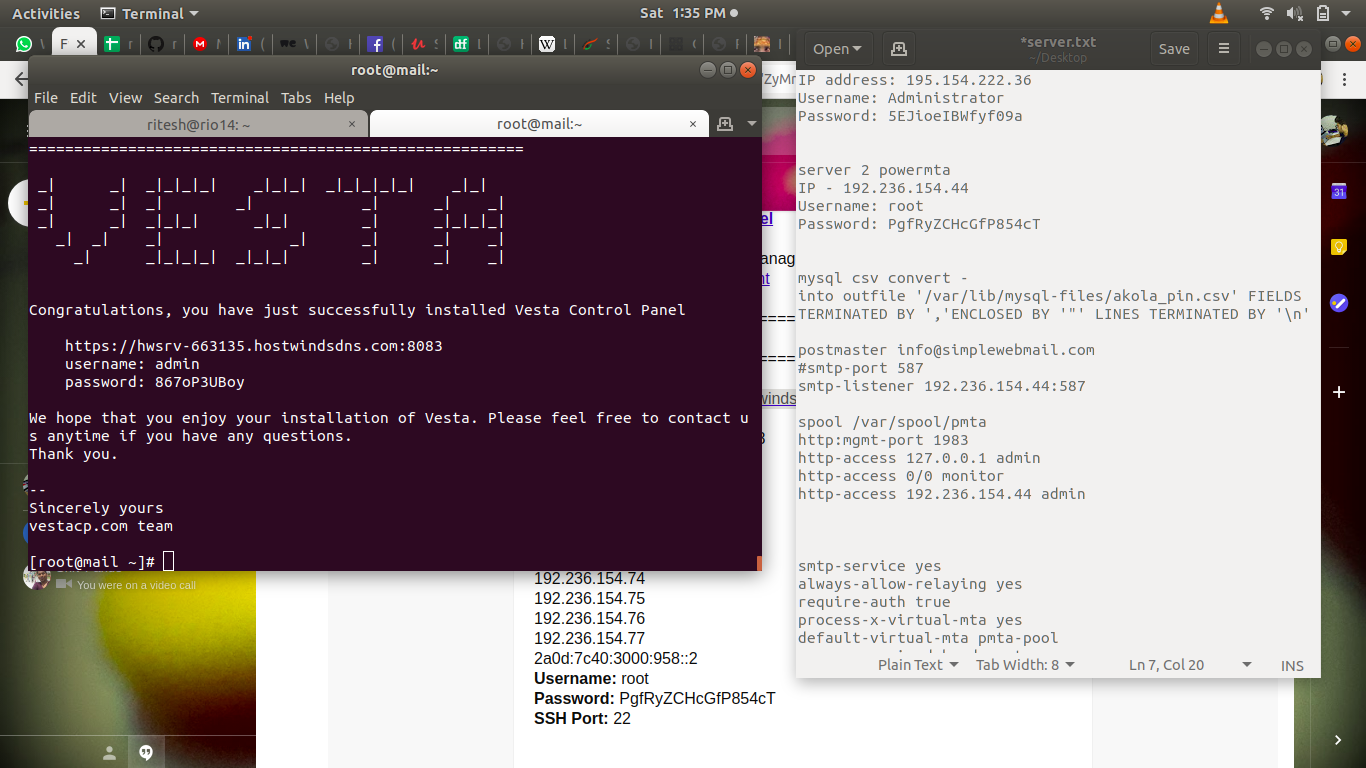 Activities Terminal Sat 1:35 PM
F
root@mail:~
File Edit View Search Terminal Tabs Help
ritesh@rio14: ~ × root@mail:~ ×
=======================================================
VESTA
Congratulations, you have just successfully installed Vesta Control Panel
https://hwsrv-663135.hostwindsdns.com:8083
username: admin
password: 867oP3UBoy
We hope that you enjoy your installation of Vesta. Please feel free to contact u
s anytime if you have any questions.
Thank you.
--
Sincerely yours
vestacp.com team
[root@mail ~]#
You were on a video call
192.236.154.74
192.236.154.75
192.236.154.76
192.236.154.77
2a0d:7c40:3000:958::2
Username: root
Password: PgfRyZCHcGfP854cT
SSH Port: 22
Open *server.txt Save
~/Desktop
IP address: 195.154.222.36
Username: Administrator
Password: 5EJioeIBWfyf09a
server 2 powermta
IP - 192.236.154.44
Username: root
Password: PgfRyZCHcGfP854cT
mysql csv convert -
into outfile '/var/lib/mysql-files/akola_pin.csv' FIELDS
TERMINATED BY ','ENCLOSED BY '"' LINES TERMINATED BY '\n'
postmaster info@simplewebmail.com
#smtp-port 587
smtp-listener 192.236.154.44:587
spool /var/spool/pmta
http:mgmt-port 1983
http-access 127.0.0.1 admin
http-access 0/0 monitor
http-access 192.236.154.44 admin
smtp-service yes
always-allow-relaying yes
require-auth true
process-x-virtual-mta yes
default-virtual-mta pmta-pool
Plain Text Tab Width: 8 Ln 7, Col 20 INS
31